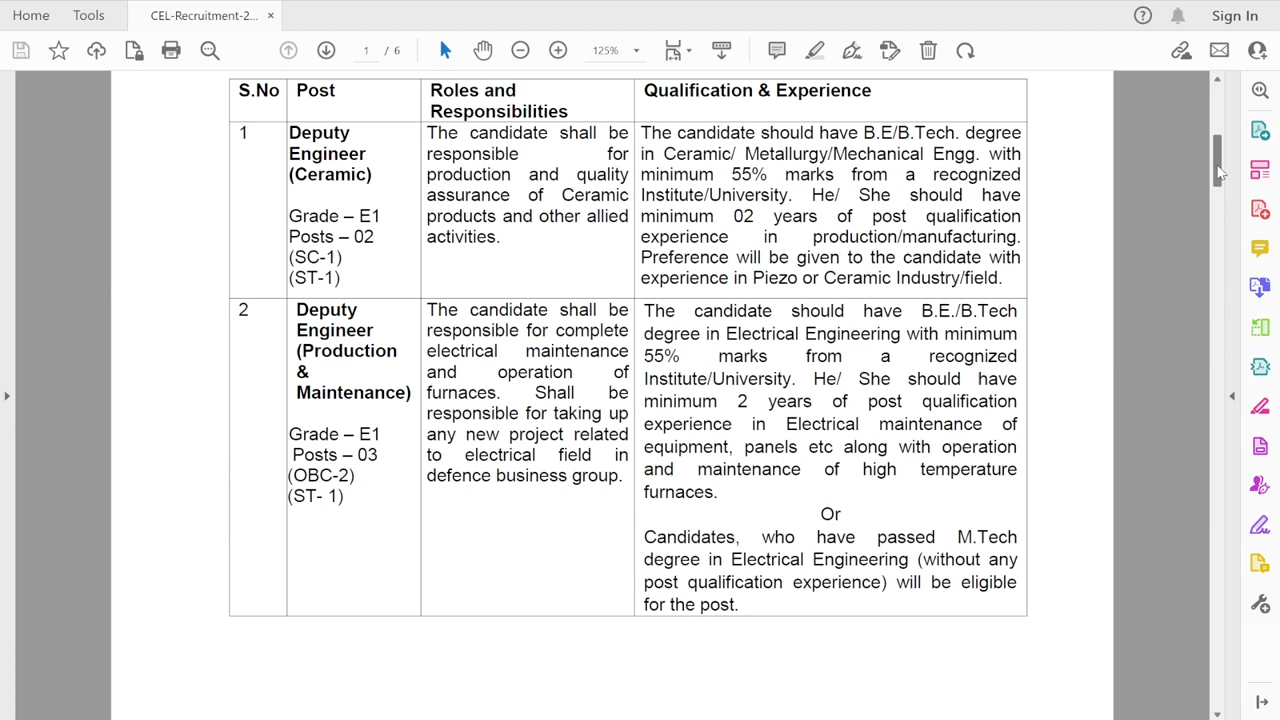 Home Tools CEL-Recruitment-2... × Sign In
1 / 6 125%
S.No Post Roles and Responsibilities Qualification & Experience
1
Deputy
Engineer
(Ceramic)
Grade – E1
Posts – 02
(SC-1)
(ST-1)
The candidate shall be
responsible for
production and quality
assurance of Ceramic
products and other allied
activities.
The candidate should have B.E/B.Tech. degree
in Ceramic/ Metallurgy/Mechanical Engg. with
minimum 55% marks from a recognized
Institute/University. He/ She should have
minimum 02 years of post qualification
experience in production/manufacturing.
Preference will be given to the candidate with
experience in Piezo or Ceramic Industry/field.
2
Deputy
Engineer
(Production
&
Maintenance)
Grade – E1
Posts – 03
(OBC-2)
(ST- 1)
The candidate shall be
responsible for complete
electrical maintenance
and operation of
furnaces. Shall be
responsible for taking up
any new project related
to electrical field in
defence business group.
The candidate should have B.E./B.Tech
degree in Electrical Engineering with minimum
55% marks from a recognized
Institute/University. He/ She should have
minimum 2 years of post qualification
experience in Electrical maintenance of
equipment, panels etc along with operation
and maintenance of high temperature
furnaces.
Or
Candidates, who have passed M.Tech
degree in Electrical Engineering (without any
post qualification experience) will be eligible
for the post.